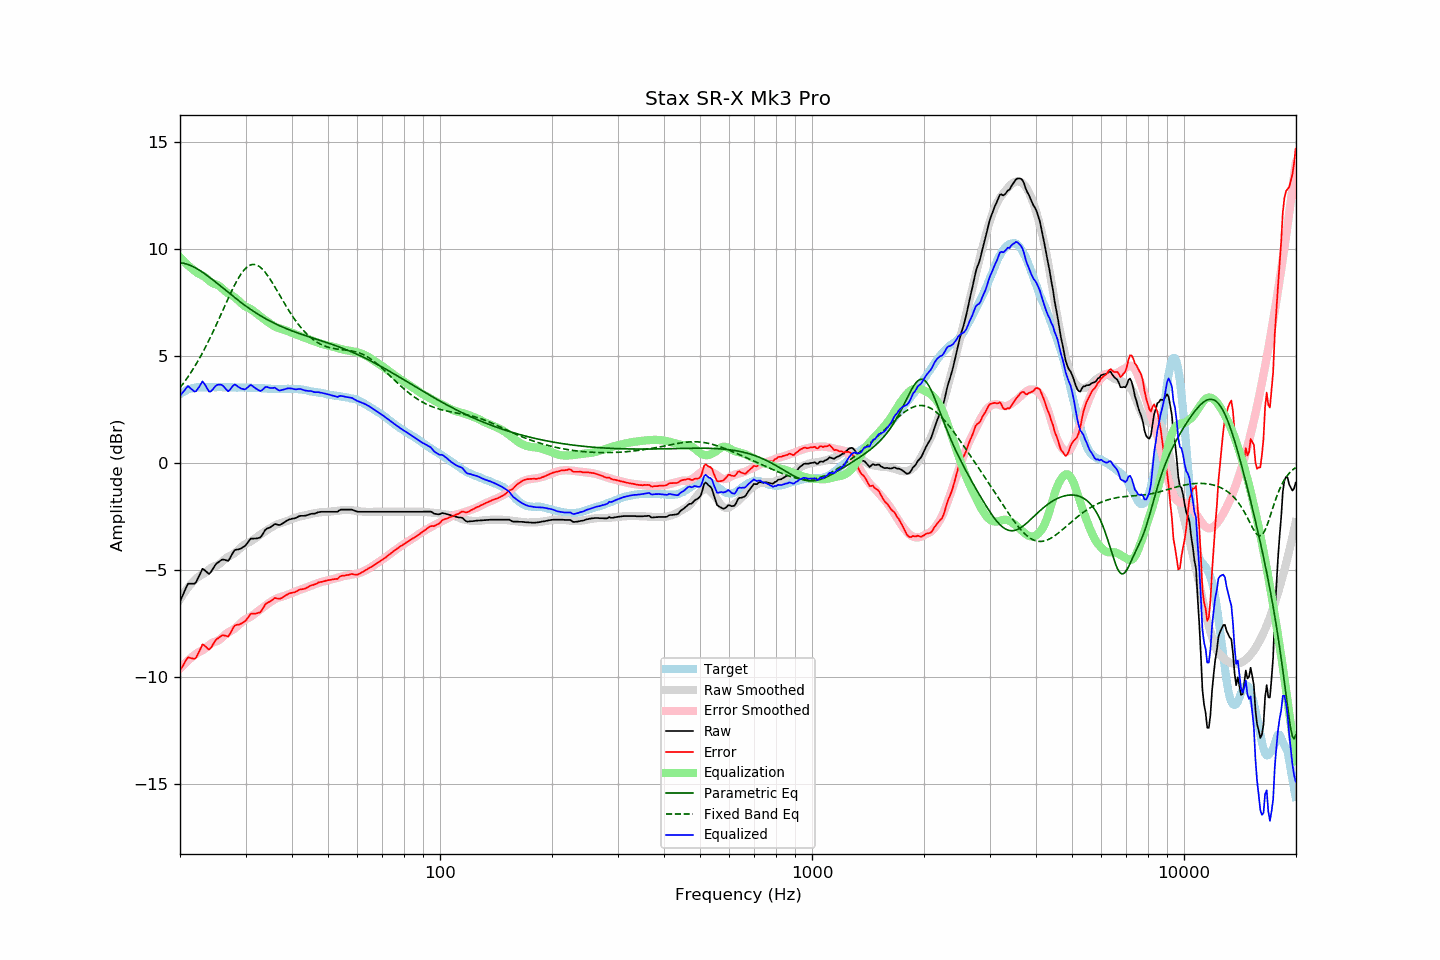 Stax SR-X Mk3 Pro
Amplitude (dBr)
15
10
5
0
−5
−10
−15
Target
Raw Smoothed
Error Smoothed
Raw
Error
Equalization
Parametric Eq
Fixed Band Eq
Equalized
100
1000
10000
Frequency (Hz)